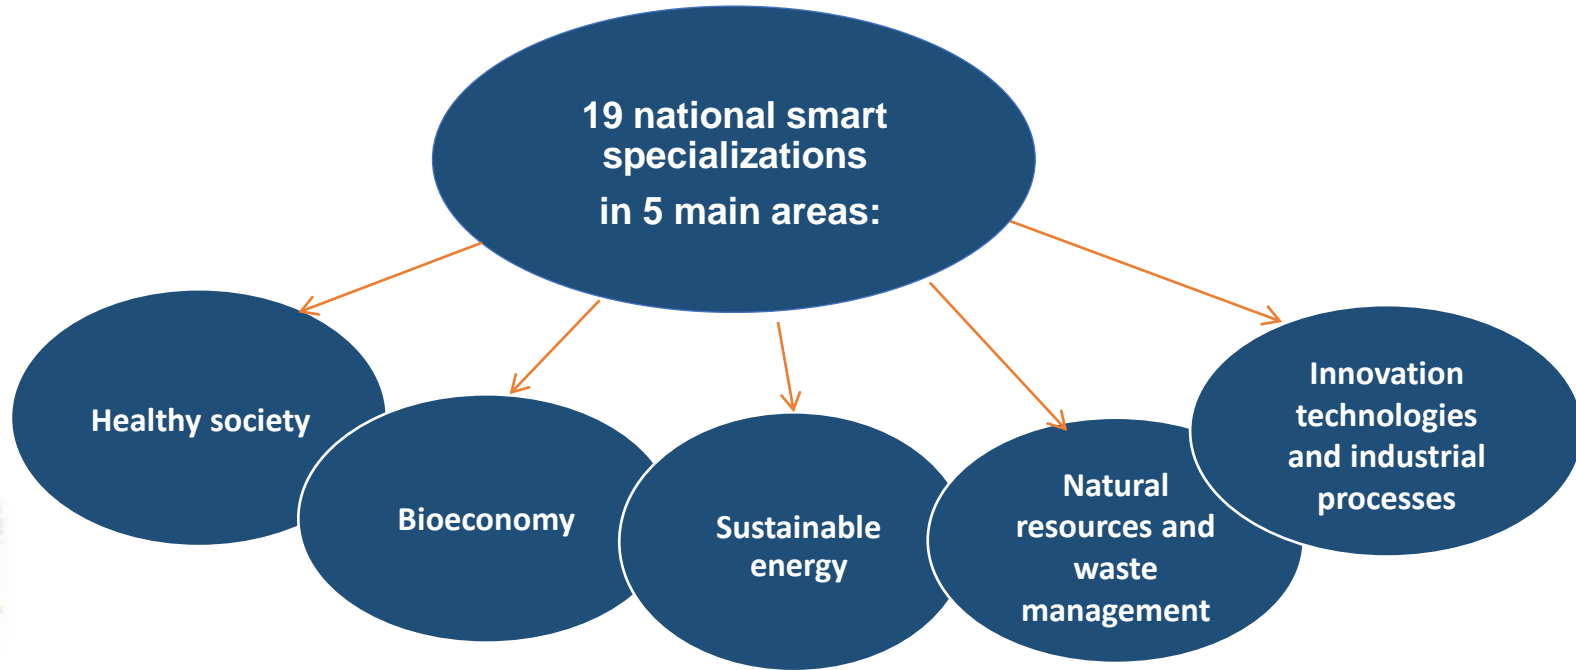 19 national smart
specializations
in 5 main areas:
Healthy society
Bioeconomy
Sustainable
energy
Natural
resources and
waste
management
Innovation
technologies
and industrial
processes